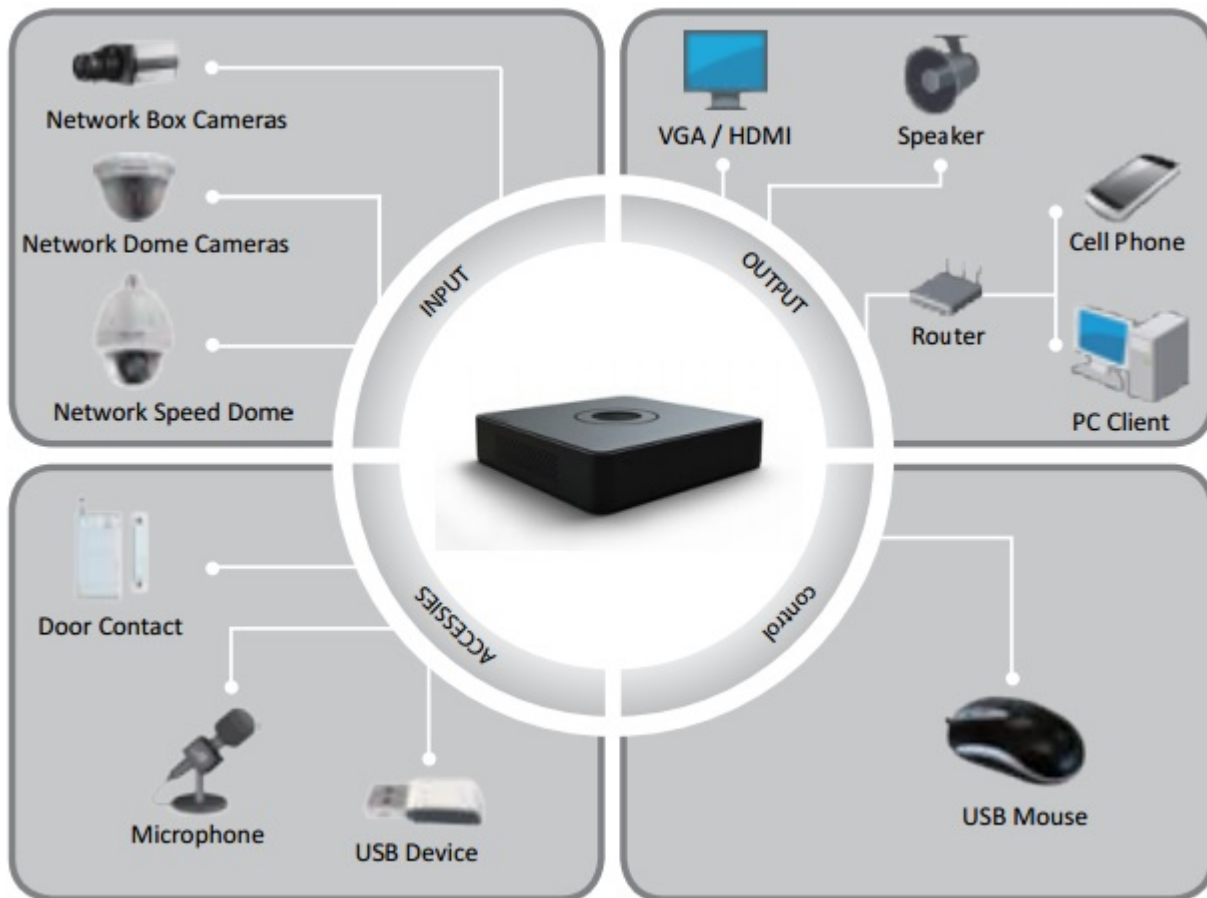 Network Box Cameras
Network Dome Cameras
Network Speed Dome
INPUT
VGA / HDMI
Speaker
Cell Phone
Router
PC Client
OUTPUT
Door Contact
Microphone
USB Device
ACCESSIES
control
USB Mouse